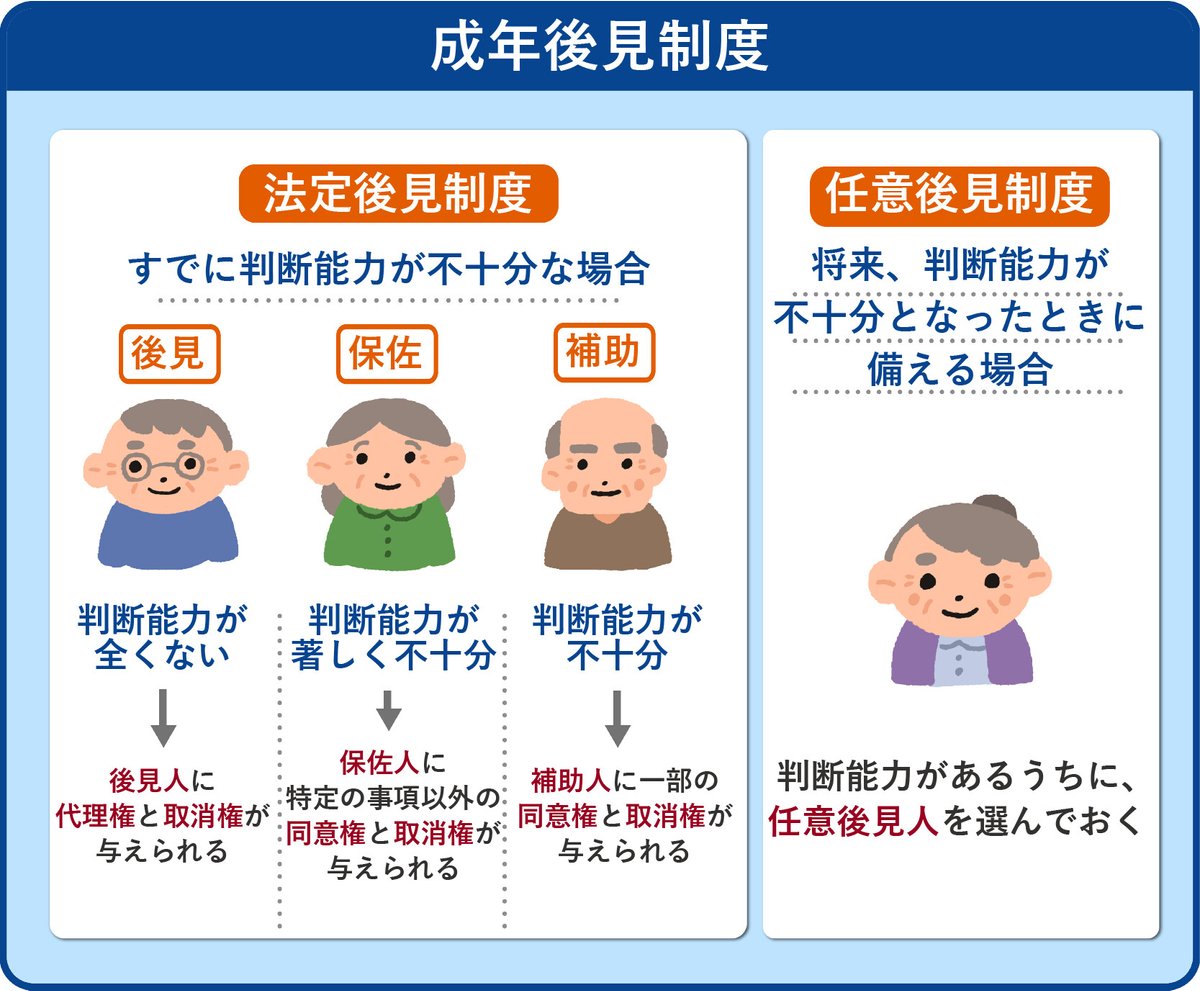 成年後見制度
法定後見制度
すでに判断能力が不十分な場合
後見
判断能力が
全くない
後見人に
代理権と取消権が
与えられる
保佐
判断能力が
著しく不十分
保佐人に
特定の事項以外の
同意権と取消権が
与えられる
補助
判断能力が
不十分
補助人に一部の
同意権と取消権が
与えられる
任意後見制度
将来、判断能力が
不十分となったときに
備える場合
判断能力があるうちに、
任意後見人を選んでおく